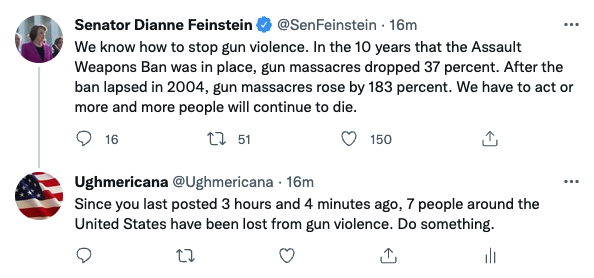 Senator Dianne Feinstein @SenFeinstein · 16m
We know how to stop gun violence. In the 10 years that the Assault
Weapons Ban was in place, gun massacres dropped 37 percent. After the
ban lapsed in 2004, gun massacres rose by 183 percent. We have to act or
more and more people will continue to die.
16 51 150
Ughmericana @Ughmericana · 16m
Since you last posted 3 hours and 4 minutes ago, 7 people around the
United States have been lost from gun violence. Do something.